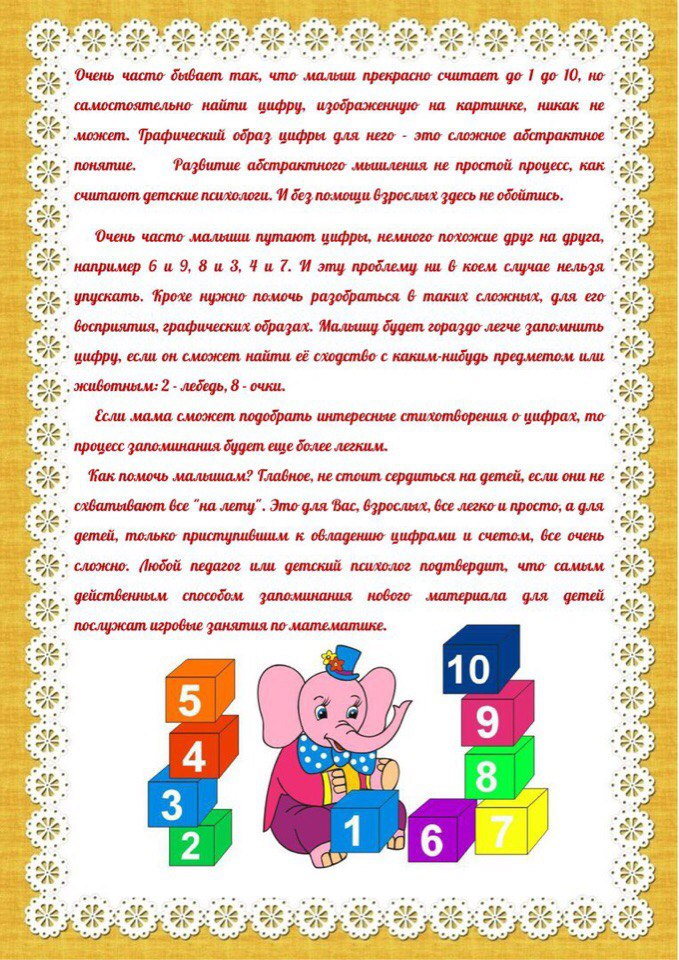 Очень часто бывает так, что малыш прекрасно считает до 1 до 10, но
самостоятельно найти цифру, изображенную на картинке, никак не
может. Графический образ цифры для него - это сложное абстрактное
понятие. Развитие абстрактного мышления не простой процесс, как
считают детские психологи. И без помощи взрослых здесь не обойтись.
Очень часто малыши путают цифры, немного похожие друг на друга,
например 6 и 9, 8 и 3, 4 и 7. И эту проблему ни в коем случае нельзя
упускать. Крохе нужно помочь разобраться в таких сложных, для его
восприятия, графических образах. Малышу будет гораздо легче запомнить
цифру, если он сможет найти её сходство с каким-нибудь предметом или
животным: 2 - лебедь, 8 - очки.
Если мама сможет подобрать интересные стихотворения о цифрах, то
процесс запоминания будет еще более легким.
Как помочь малышам? Главное, не стоит сердиться на детей, если они не
схватывают все "на лету". Это для Вас, взрослых, все легко и просто, а для
детей, только приступившим к овладению цифрами и счетом, все очень
сложно. Любой педагог или детский психолог подтвердит, что самым
действенным способом запоминания нового материала для детей
послужат игровые занятия по математике.
10
5
9
4
8
3
1
7
6
2